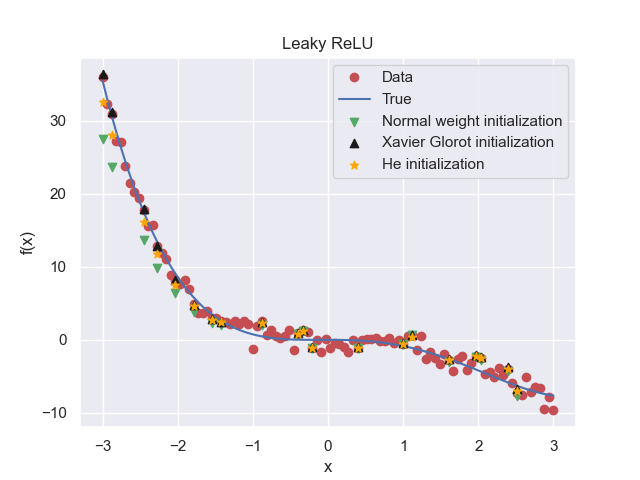 Leaky ReLU
Data
True
Normal weight initialization
Xavier Glorot initialization
He initialization
30
20
10
0
−10
f(x)
−3 −2 −1 0 1 2 3
x